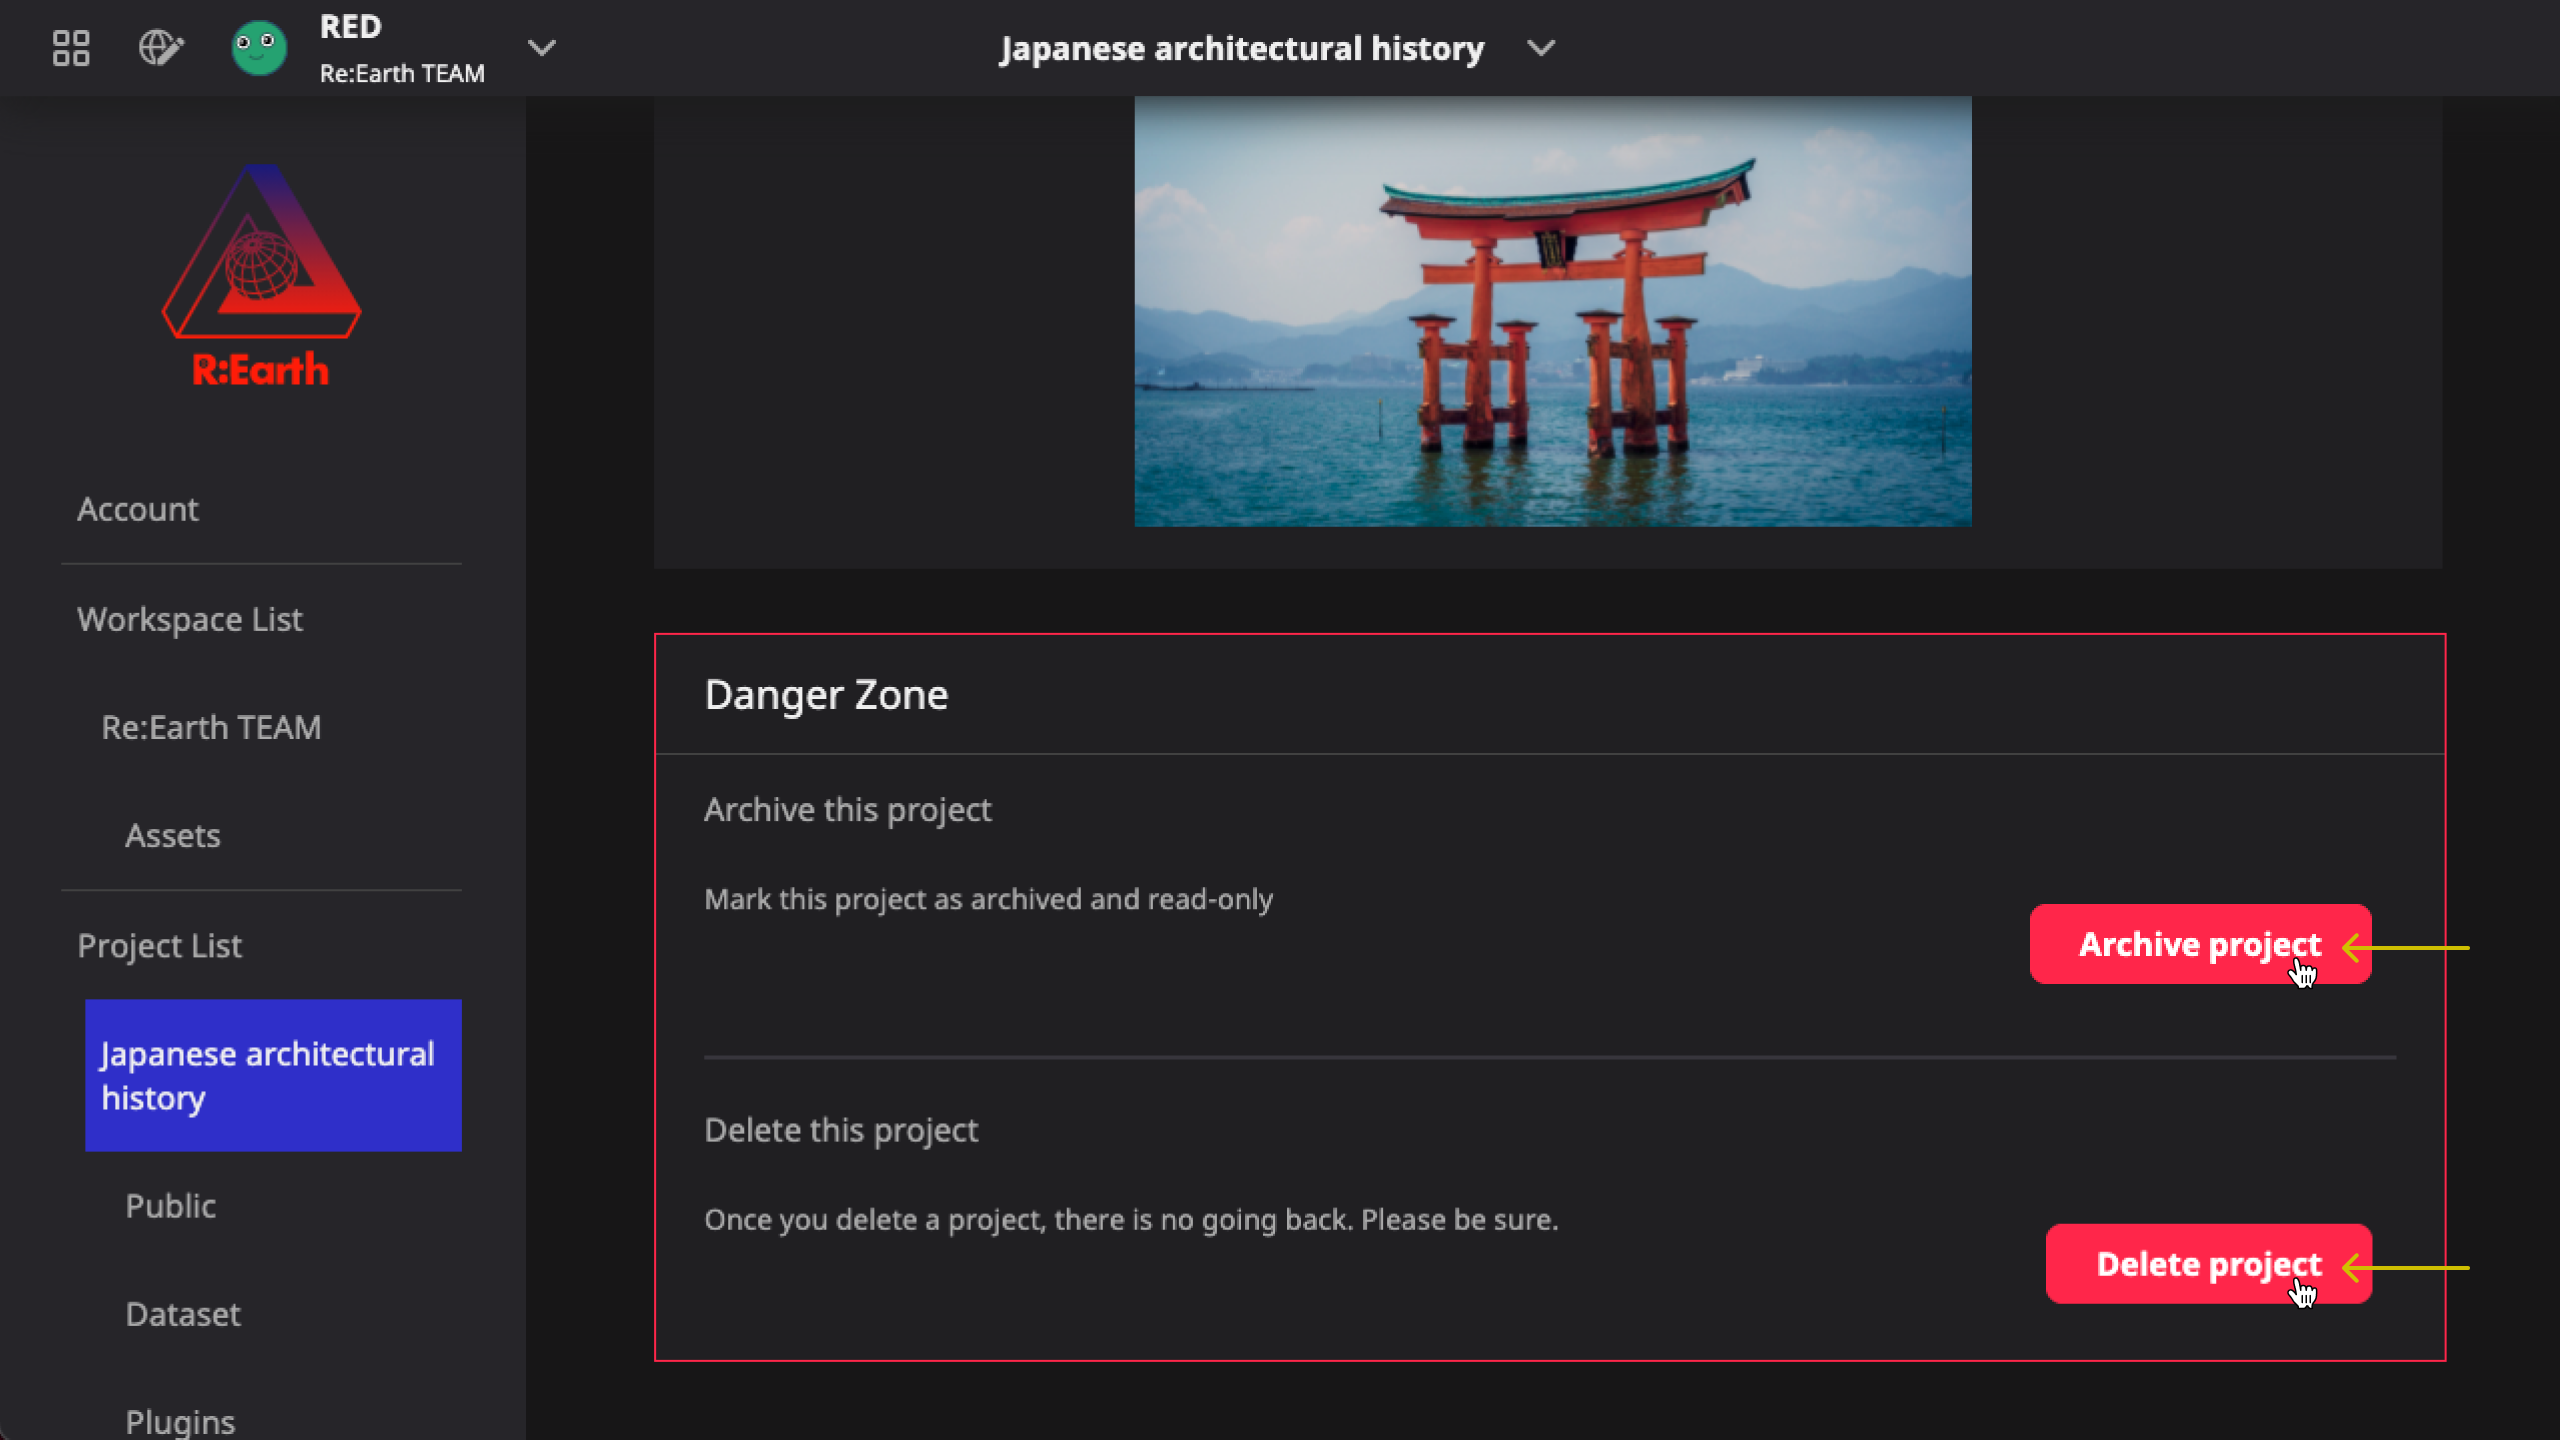 RED
Re:Earth TEAM
Japanese architectural history
R:Earth
Account
Workspace List
Re:Earth TEAM
Assets
Project List
Japanese architectural
history
Public
Dataset
Plugins
Danger Zone
Archive this project
Mark this project as archived and read-only
Archive project
Delete this project
Once you delete a project, there is no going back. Please be sure.
Delete project